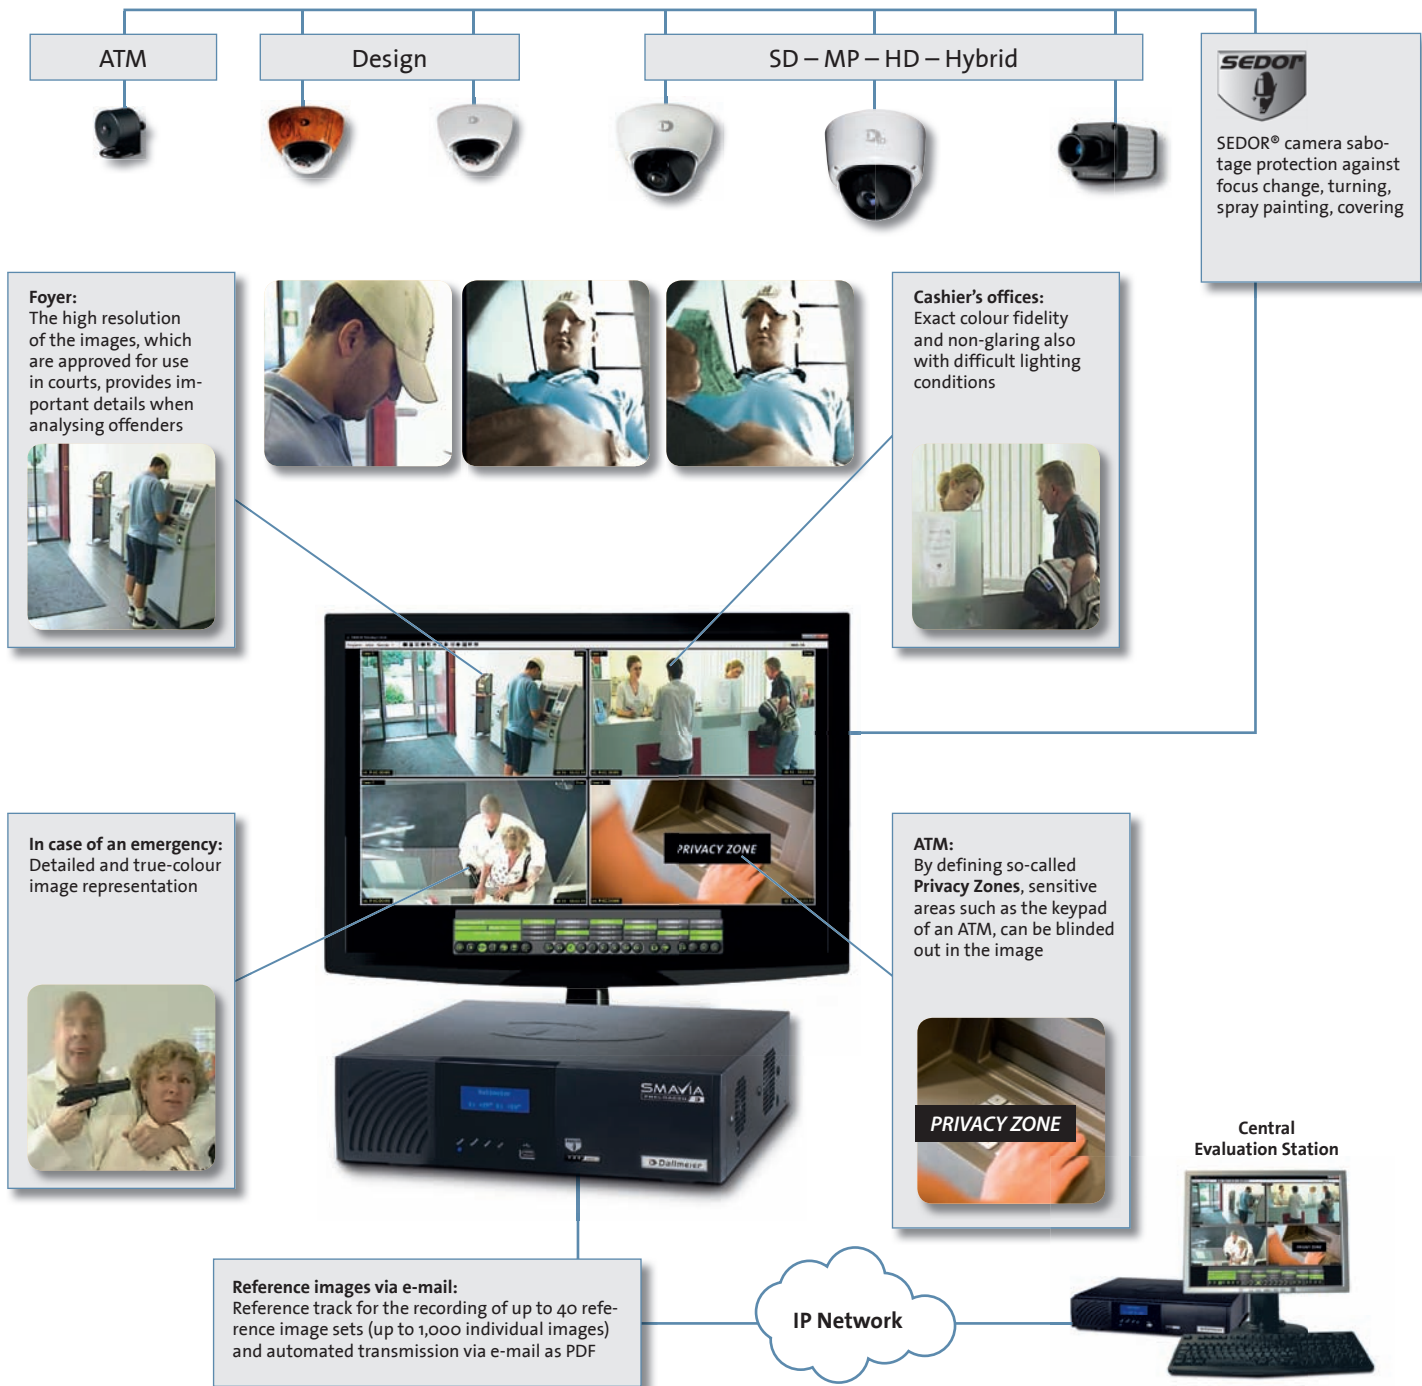 ATM
Design
SD – MP – HD – Hybrid
SEDOR
SEDOR® camera sabo-
tage protection against
focus change, turning,
spray painting, covering
Foyer:
The high resolution
of the images, which
are approved for use
in courts, provides im-
portant details when
analysing offenders
Cashier's offices:
Exact colour fidelity
and non-glaring also
with difficult lighting
conditions
PRIVACY ZONE
In case of an emergency:
Detailed and true-colour
image representation
ATM:
By defining so-called
Privacy Zones, sensitive
areas such as the keypad
of an ATM, can be blinded
out in the image
PRIVACY ZONE
SMAVIA
Dallmeier
Central
Evaluation Station
Reference images via e-mail:
Reference track for the recording of up to 40 refe-
rence image sets (up to 1,000 individual images)
and automated transmission via e-mail as PDF
IP Network